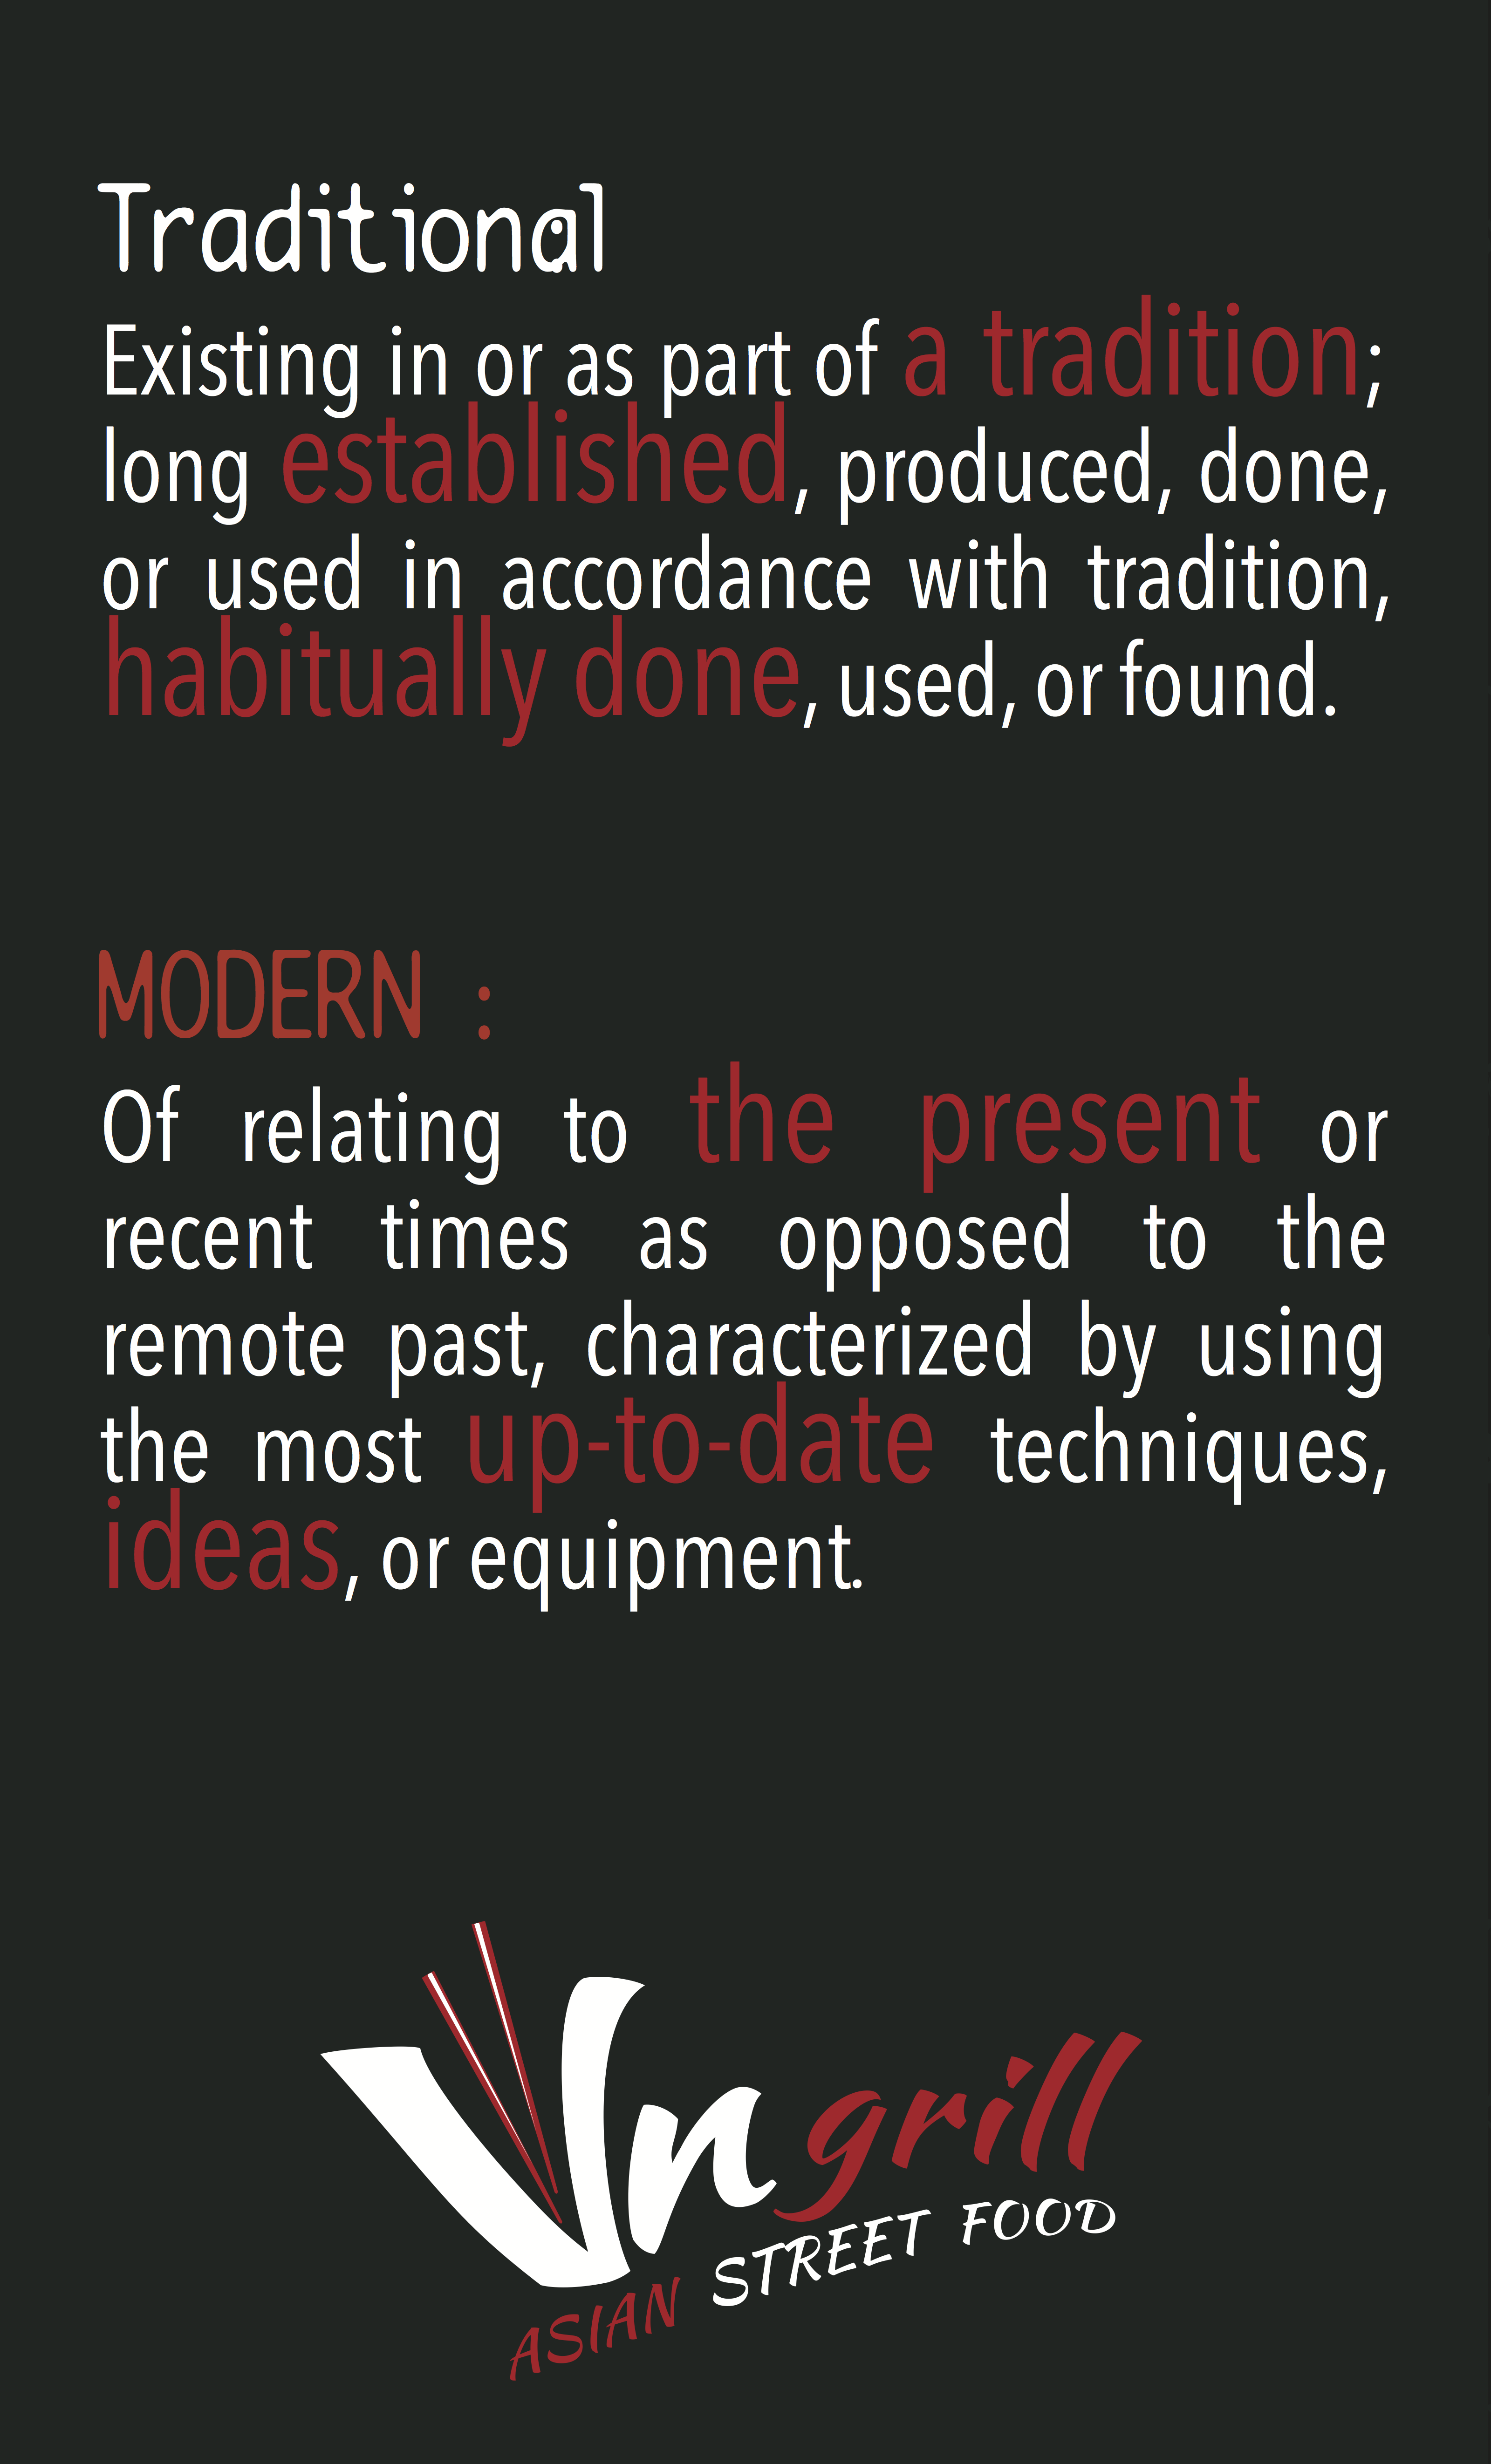 Traditional :
Existing in or as part of a tradition;
long established, produced, done,
or used in accordance with tradition,
habitually done, used, or found.
MODERN :
Of relating to the present or
recent times as opposed to the
remote past, characterized by using
the most up-to-date techniques,
ideas, or equipment.
Vn grill
ASIAN STREET FOOD